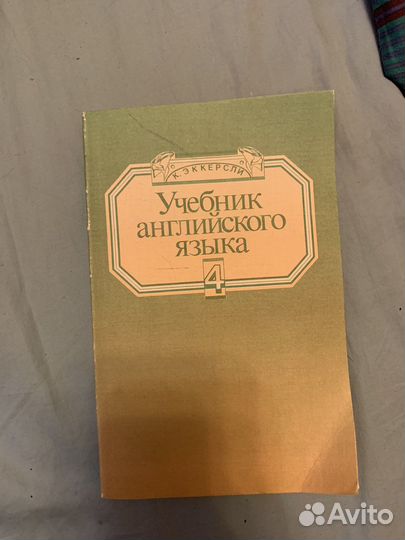 К. ЭККЕРСЛИ
Учебник
английского
языка
4
Avito